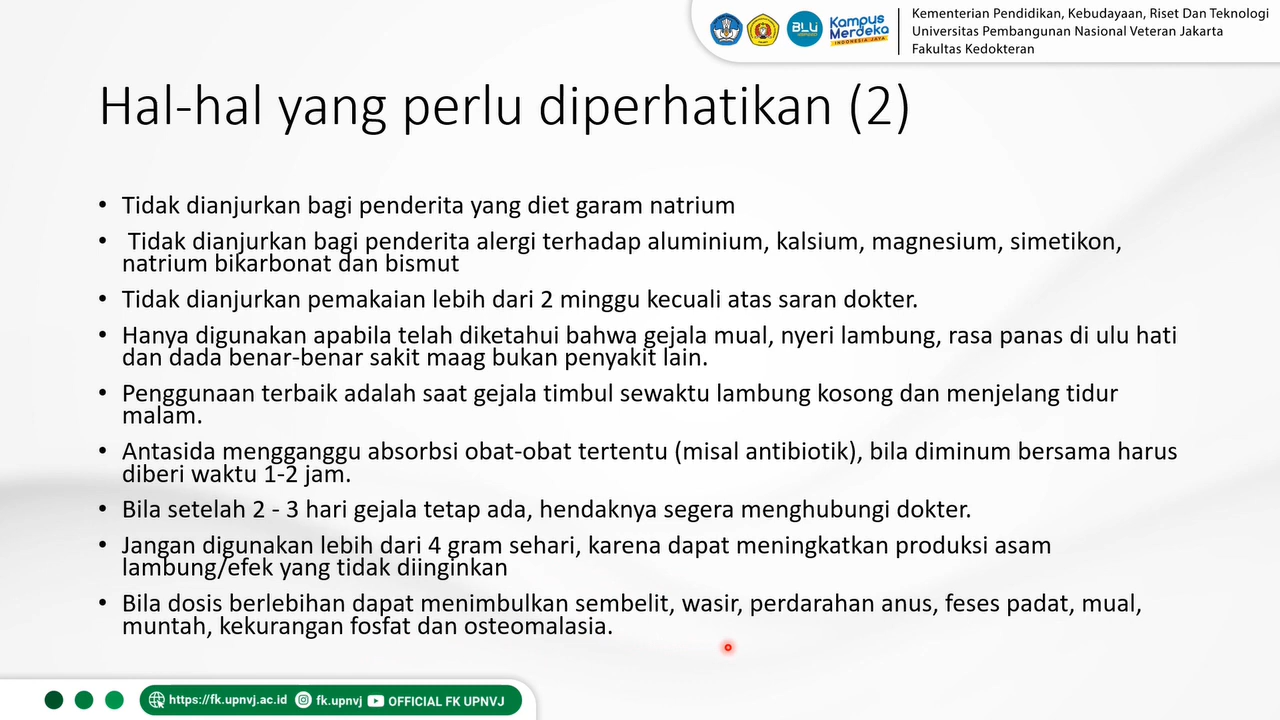 BLU
Kampus
Merdeka
INDONESIA JAYA
Kementerian Pendidikan, Kebudayaan, Riset Dan Teknologi
Universitas Pembangunan Nasional Veteran Jakarta
Fakultas Kedokteran
Hal-hal yang perlu diperhatikan (2)
• Tidak dianjurkan bagi penderita yang diet garam natrium
• Tidak dianjurkan bagi penderita alergi terhadap aluminium, kalsium, magnesium, simetikon,
natrium bikarbonat dan bismut
• Tidak dianjurkan pemakaian lebih dari 2 minggu kecuali atas saran dokter.
• Hanya digunakan apabila telah diketahui bahwa gejala mual, nyeri lambung, rasa panas di ulu hati
dan dada benar-benar sakit maag bukan penyakit lain.
• Penggunaan terbaik adalah saat gejala timbul sewaktu lambung kosong dan menjelang tidur
malam.
• Antasida mengganggu absorbsi obat-obat tertentu (misal antibiotik), bila diminum bersama harus
diberi waktu 1-2 jam.
• Bila setelah 2 - 3 hari gejala tetap ada, hendaknya segera menghubungi dokter.
• Jangan digunakan lebih dari 4 gram sehari, karena dapat meningkatkan produksi asam
lambung/efek yang tidak diinginkan
• Bila dosis berlebihan dapat menimbulkan sembelit, wasir, perdarahan anus, feses padat, mual,
muntah, kekurangan fosfat dan osteomalasia.
https://fk.upnvj.ac.id fk.upnvj OFFICIAL FK UPNVJ